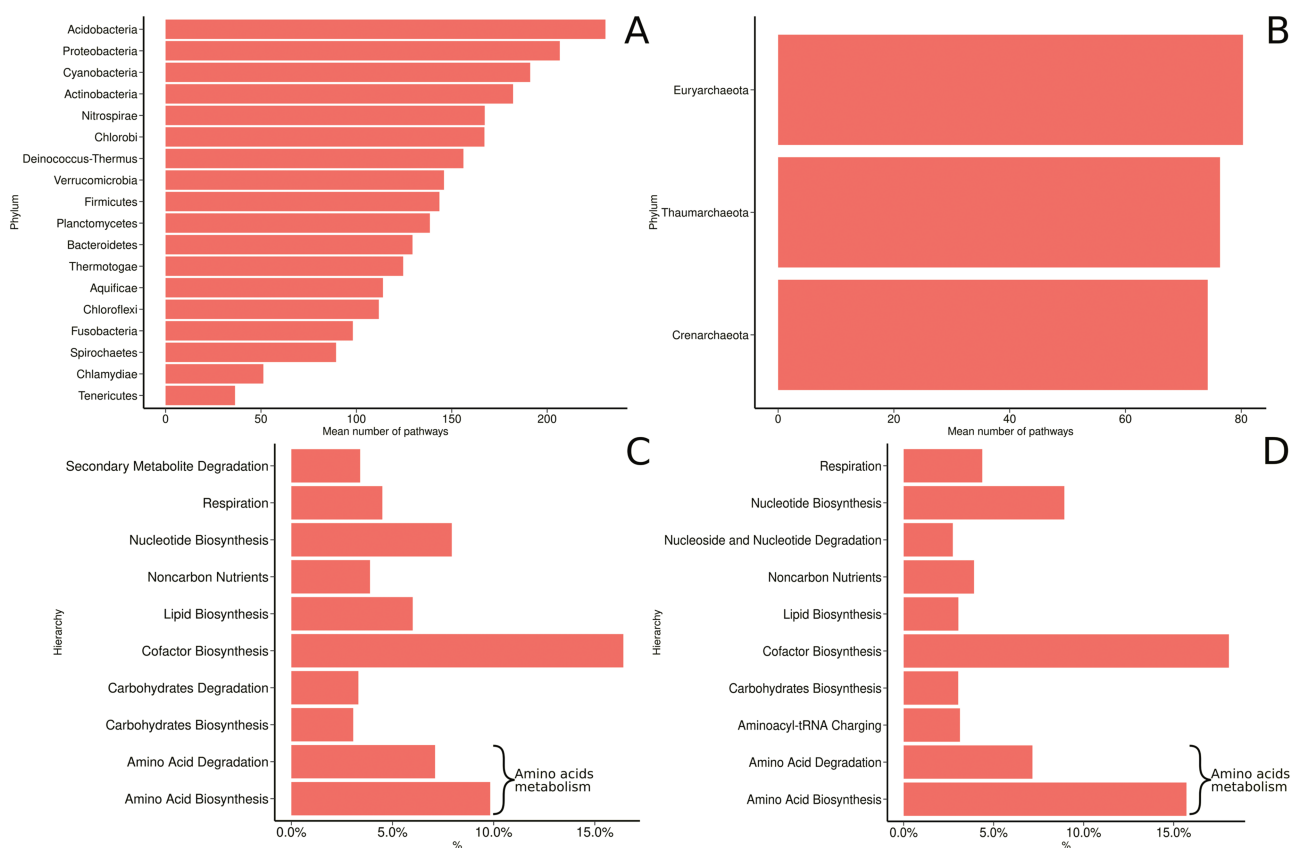 A
Phylum
Acidobacteria
Proteobacteria
Cyanobacteria
Actinobacteria
Nitrospirae
Chlorobi
Deinococcus-Thermus
Verrucomicrobia
Firmicutes
Planctomycetes
Bacteroidetes
Thermotogae
Aquificae
Chloroflexi
Fusobacteria
Spirochaetes
Chlamydiae
Tenericutes
0 50 100 150 200
Mean number of pathways
B
Phylum
Euryarchaeota
Thaumarchaeota
Crenarchaeota
0 20 40 60 80
Mean number of pathways
C
Hierarchy
Secondary Metabolite Degradation
Respiration
Nucleotide Biosynthesis
Noncarbon Nutrients
Lipid Biosynthesis
Cofactor Biosynthesis
Carbohydrates Degradation
Carbohydrates Biosynthesis
Amino Acid Degradation
Amino Acid Biosynthesis
Amino acids
metabolism
0.0% 5.0% 10.0% 15.0%
%
D
Hierarchy
Respiration
Nucleotide Biosynthesis
Nucleoside and Nucleotide Degradation
Noncarbon Nutrients
Lipid Biosynthesis
Cofactor Biosynthesis
Carbohydrates Biosynthesis
Aminoacyl-tRNA Charging
Amino Acid Degradation
Amino Acid Biosynthesis
Amino acids
metabolism
0.0% 5.0% 10.0% 15.0%
%